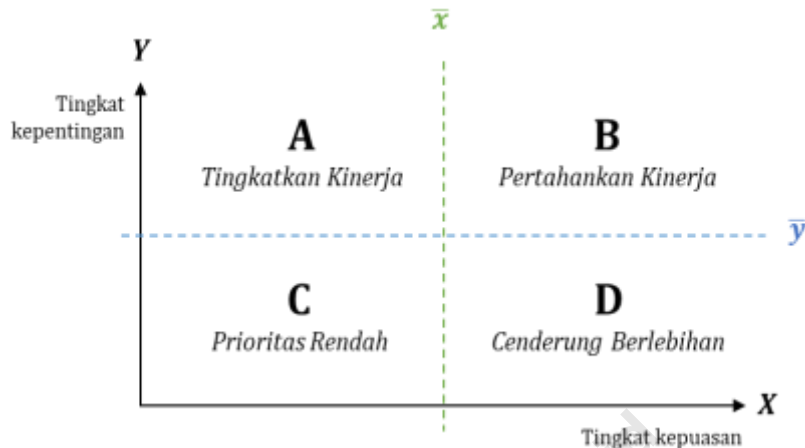 x̄
Y
Tingkat
kepentingan
A
Tingkatkan Kinerja
B
Pertahankan Kinerja
ȳ
C
Prioritas Rendah
D
Cenderung Berlebihan
X
Tingkat kepuasan